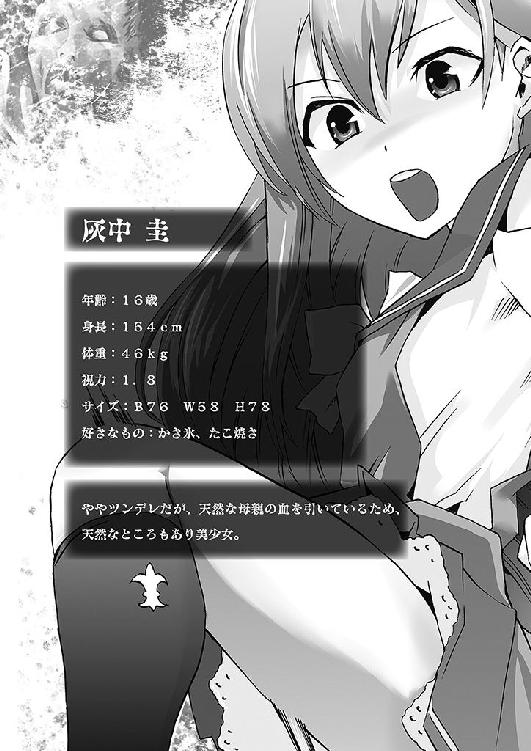 灰中 圭
年齢：１６歳
身長：１５４ｃｍ
体重：４６ｋｇ
視力：１．８
サイズ：Ｂ７６ Ｗ５８ Ｈ７８
好きなもの：かき氷、たこ焼き
ややツンデレだが、天然な母親の血を引いているため、
天然なところもあり美少女。